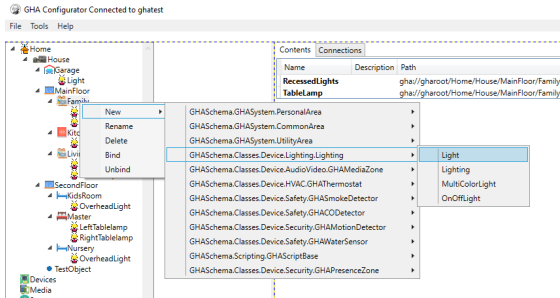 GHA Configurator Connected to ghatest
File Tools Help
Home
House
Garage
Light
MainFloor
Family
Kitc
Livi
SecondFloor
KidsRoom
OverheadLight
Master
LeftTablelamp
RightTablelamp
Nursery
OverheadLight
TestObject
Devices
Media
New
Rename
Delete
Bind
Unbind
GHASchema.GHASystem.PersonalArea
GHASchema.GHASystem.CommonArea
GHASchema.GHASystem.UtilityArea
GHASchema.Classes.Device.Lighting.Lighting
GHASchema.Classes.Device.AudioVideo.GHAMediaZone
GHASchema.Classes.Device.HVAC.GHAThermostat
GHASchema.Classes.Device.Safety.GHASmokeDetector
GHASchema.Classes.Device.Safety.GHACODetector
GHASchema.Classes.Device.Security.GHAMotionDetector
GHASchema.Classes.Device.Safety.GHAWaterSensor
GHASchema.Scripting.GHAScriptBase
GHASchema.Classes.Device.Security.GHAPresenceZone
Light
Lighting
MultiColorLight
OnOffLight
Contents Connections
Name Description Path
RecessedLights gha://gharoot/Home/House/MainFloor/Family
TableLamp gha://gharoot/Home/House/MainFloor/Family